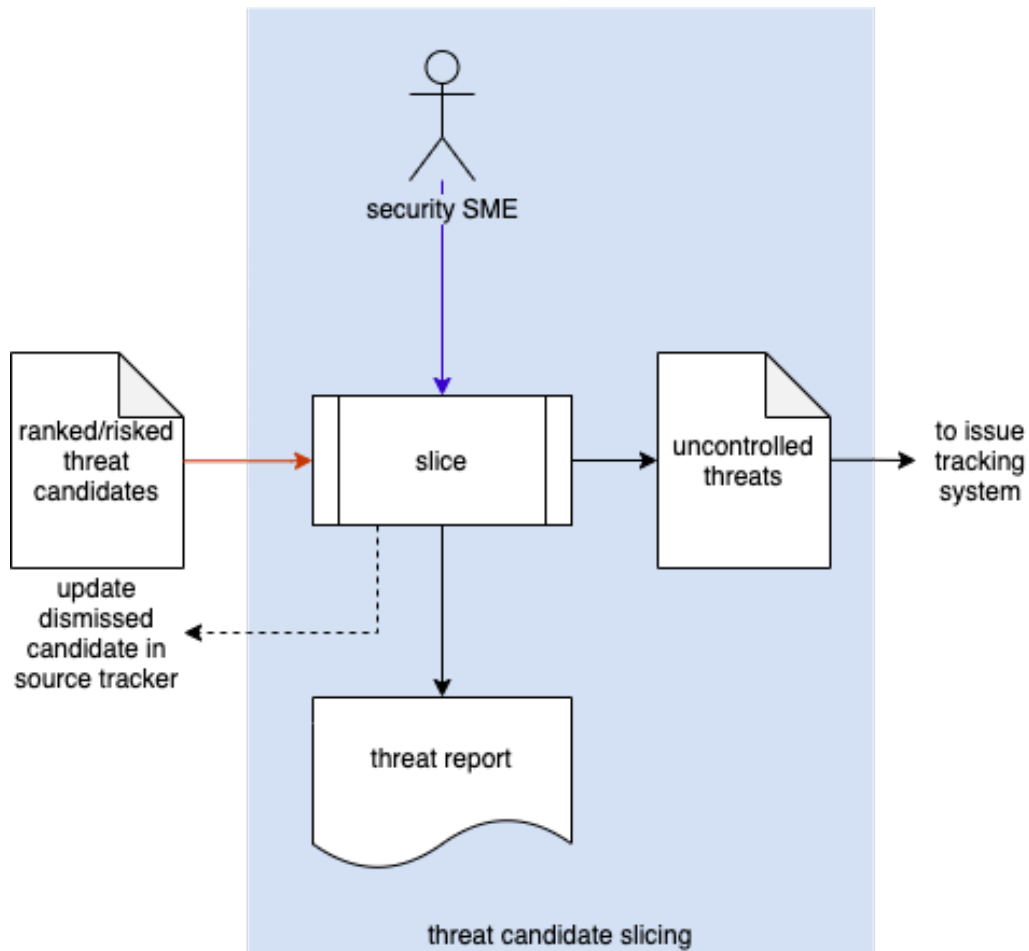 security SME
ranked/risked
threat
candidates
slice
uncontrolled
threats
to issue
tracking
system
update
dismissed
candidate in
source tracker
threat report
threat candidate slicing